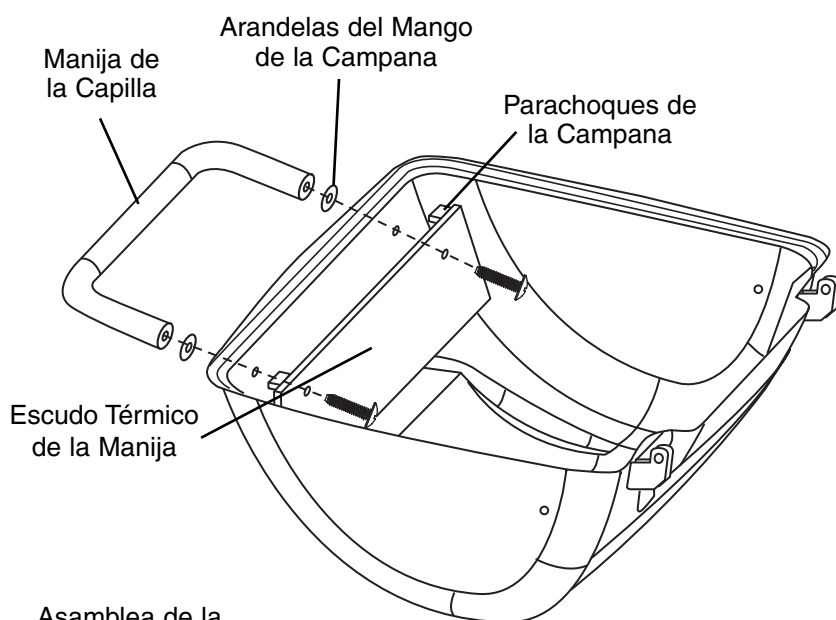 Arandelas del Mango
de la Campana
Manija de
la Capilla
Parachoques de
la Campana
Escudo Térmico
de la Manija
Asamblea de la